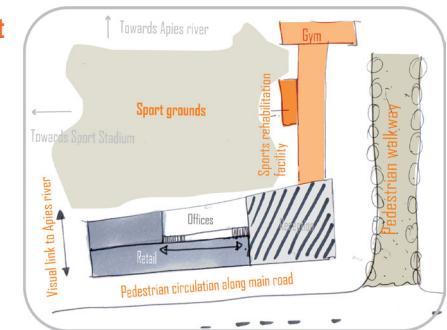 t
Towards Apies river
Gym
Sport grounds
Towards Sport Stadium
Sports rehabilitation
facility
Pedestrian walkway
Visual link to Apies river
Offices
Retail
Pedestrian circulation along main road